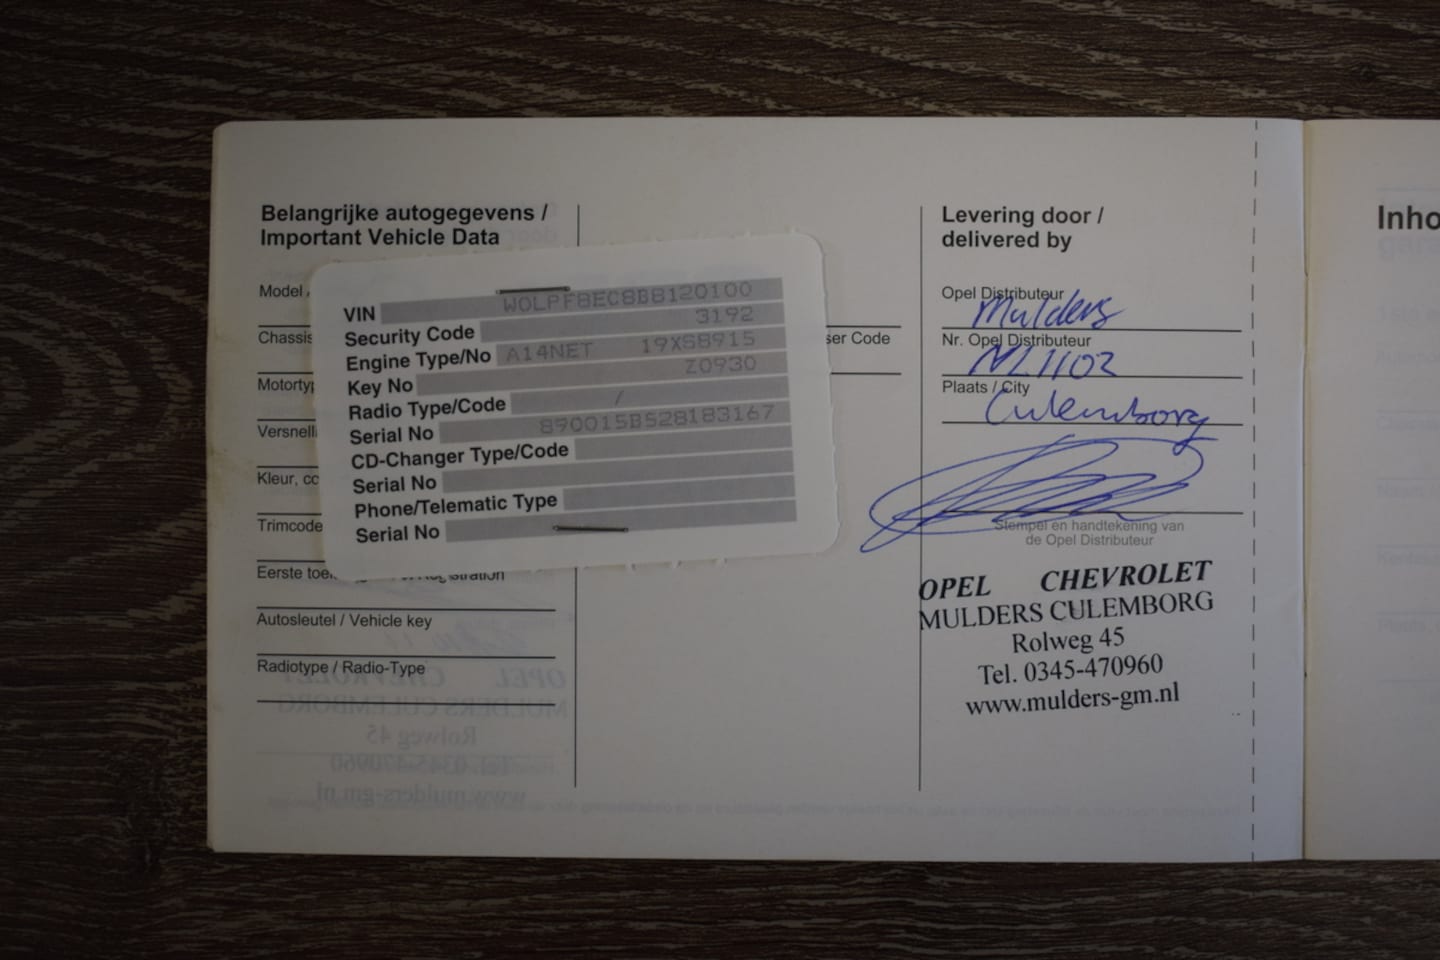 Belangrijke autogegevens /
Important Vehicle Data
Model /
Chassis
Motortyp
Versnell
Kleur, cc
Trimcode
Eerste toe
Registration
Autosleutel / Vehicle key
Radiotype / Radio-Type
VIN W0LPF8EC8B8120100
Security Code 3192
Engine Type/No A14NET 19XS8915
Key No Z0930
Radio Type/Code /
Serial No 890015B528183167
CD-Changer Type/Code
Serial No
Phone/Telematic Type
Serial No
ser Code
Levering door /
delivered by
Opel Distributeur
Mulders
Nr. Opel Distributeur
NL1102
Plaats / City
Culemborg
Stempel en handtekening van
de Opel Distributeur
OPEL CHEVROLET
MULDERS CULEMBORG
Rolweg 45
Tel. 0345-470960
www.mulders-gm.nl
Inho